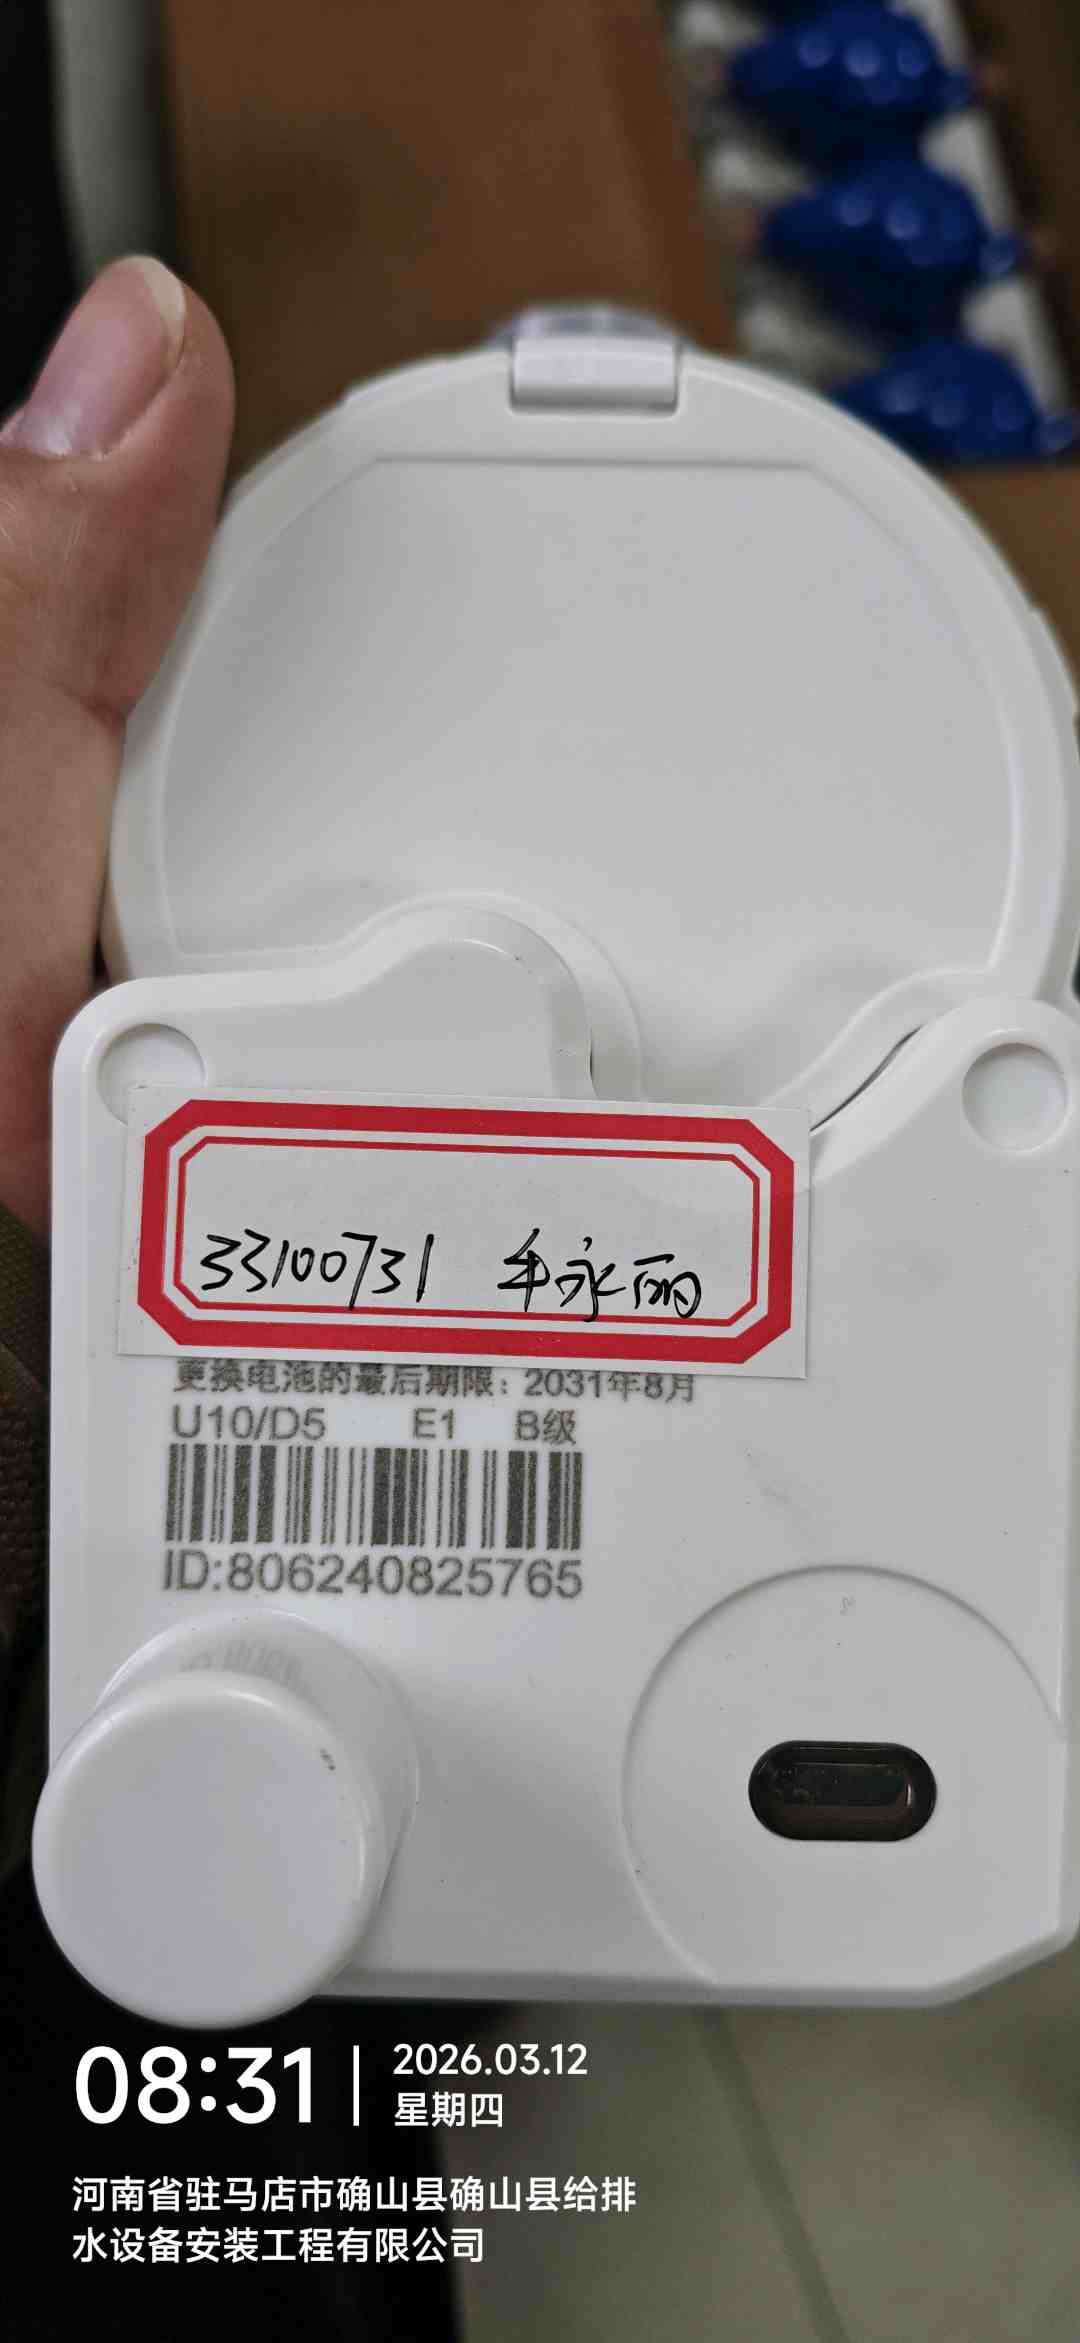 33100731 牛永丽
更换电池的最后期限：2031年8月
U10/D5 E1 B级
ID:806240825765
08:31
2026.03.12
星期四
河南省驻马店市确山县确山县给排
水设备安装工程有限公司